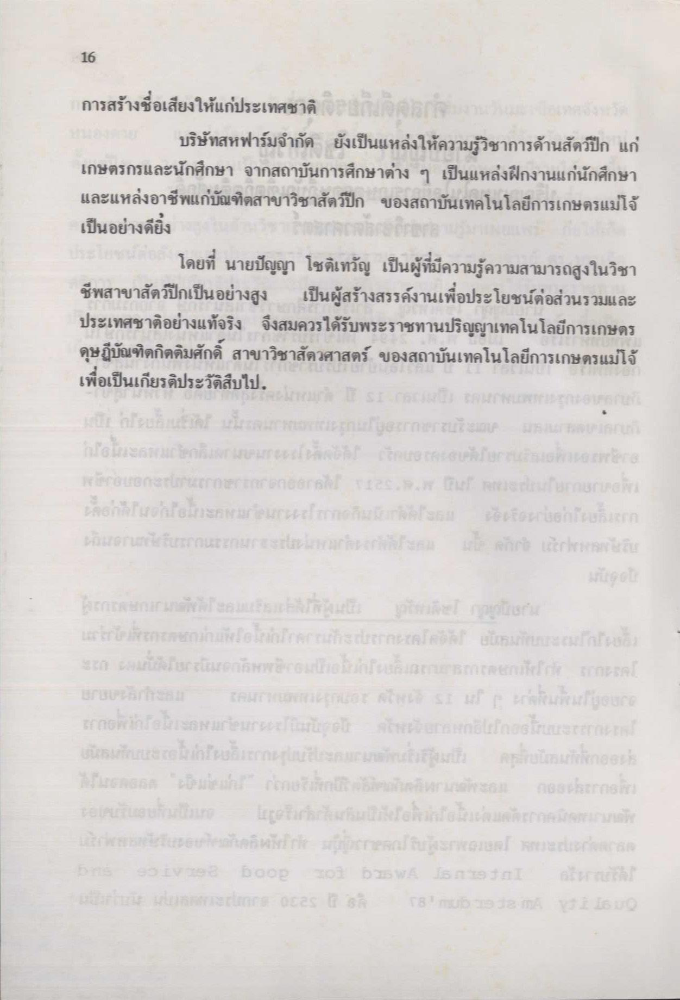 16
การสร้างชื่อเสียงให้แก่ประเทศชาติ
บริษัทสหฟาร์มจำกัด ยังเป็นแหล่งให้ความรู้วิชาการด้านสัตว์ปีก แก่
เกษตรกรและนักศึกษา จากสถาบันการศึกษาต่าง ๆ เป็นแหล่งฝึกงานแก่นักศึกษา
และแหล่งอาชีพแก่บัณฑิตสาขาวิชาสัตว์ปีก ของสถาบันเทคโนโลยีการเกษตรแม่โจ้
เป็นอย่างดียิ่ง
โดยที่ นายปัญญา โชติเทวัญ เป็นผู้ที่มีความรู้ความสามารถสูงในวิชา
ชีพสาขาสัตว์ปีกเป็นอย่างสูง เป็นผู้สร้างสรรค์งานเพื่อประโยชน์ต่อส่วนรวมและ
ประเทศชาติอย่างแท้จริง จึงสมควรได้รับพระราชทานปริญญาเทคโนโลยีการเกษตร
ดุษฎีบัณฑิตกิตติมศักดิ์ สาขาวิชาสัตวศาสตร์ ของสถาบันเทคโนโลยีการเกษตรแม่โจ้
เพื่อเป็นเกียรติประวัติสืบไป.